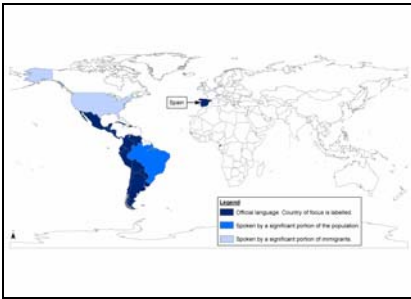 Spain
Legend
Official language. Country of focus is labelled.
Spoken by a significant portion of the population.
Spoken by a significant portion of immigrants.